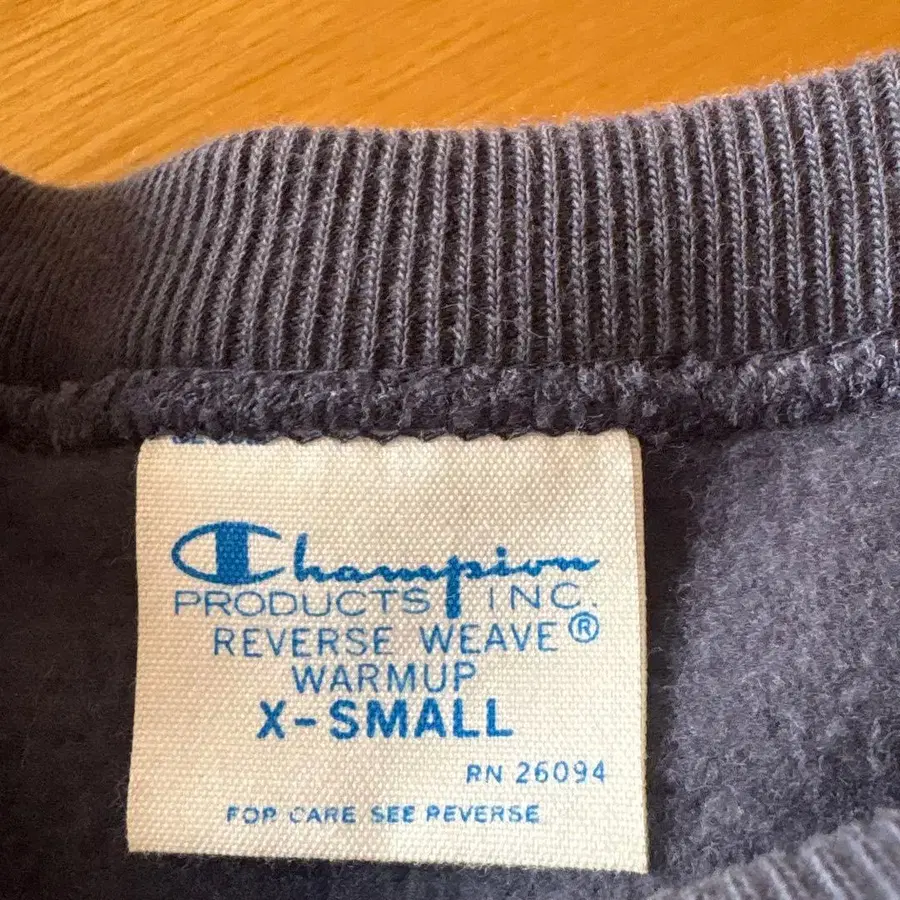 Champion
PRODUCTS INC.
REVERSE WEAVE®
WARMUP
X-SMALL
RN 26094
FOR CARE SEE REVERSE